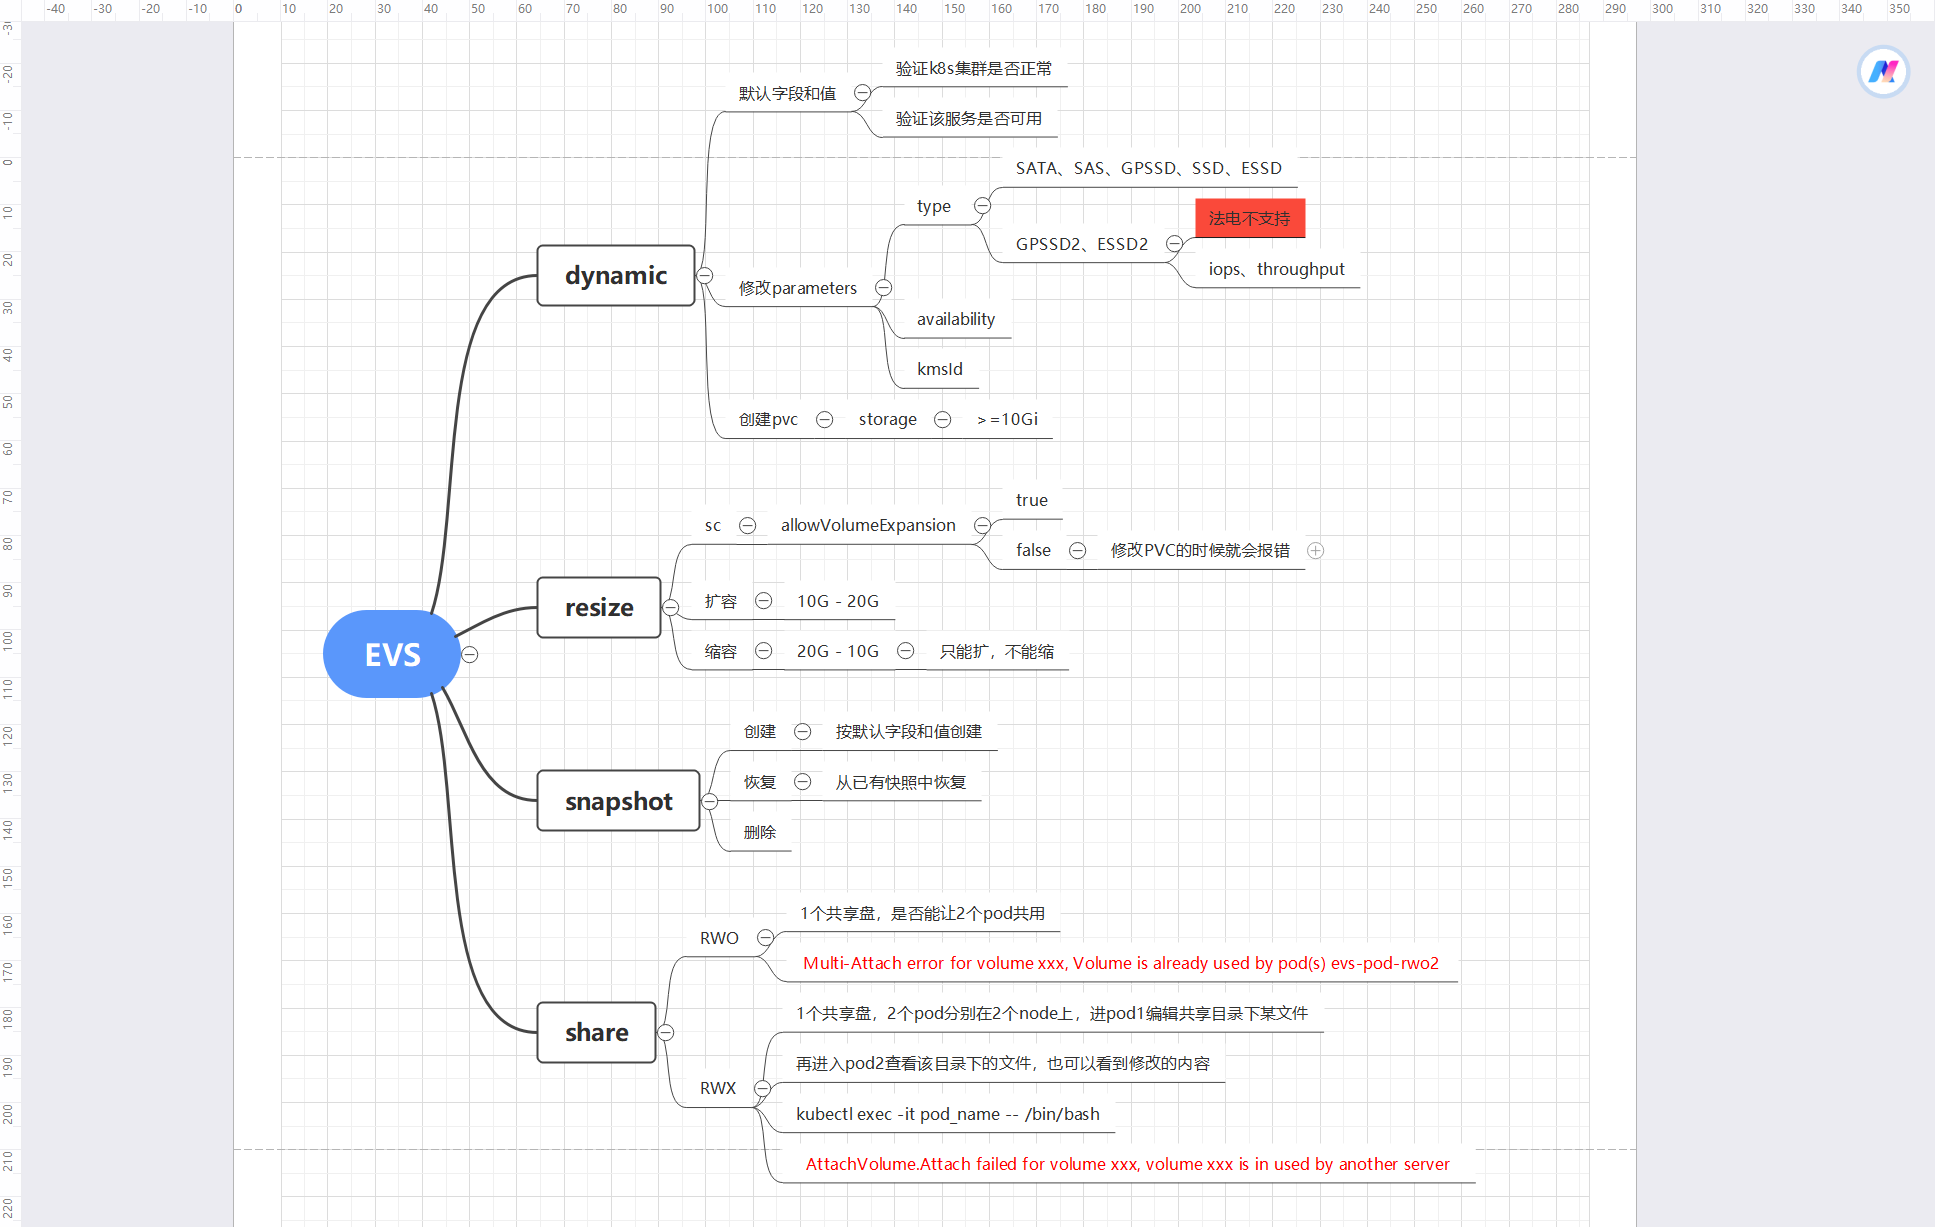 -40 -30 -20 -10 0 10 20 30 40 50 60 70 80 90 100 110 120 130 140 150 160 170 180 190 200 210 220 230 240 250 260 270 280 290 300 310 320 330 340 350
-30
-20
-10
0
10
20
30
40
50
60
70
80
90
100
110
120
130
140
150
160
170
180
190
200
210
220
EVS
dynamic
默认字段和值
验证k8s集群是否正常
验证该服务是否可用
修改parameters
type
SATA、SAS、GPSSD、SSD、ESSD
GPSSD2、ESSD2
法电不支持
iops、throughput
availability
kmsId
创建pvc
storage
>=10Gi
resize
sc
allowVolumeExpansion
true
false
修改PVC的时候就会报错
扩容
10G - 20G
缩容
20G - 10G
只能扩，不能缩
snapshot
创建
按默认字段和值创建
恢复
从已有快照中恢复
删除
share
RWO
1个共享盘，是否能让2个pod共用
Multi-Attach error for volume xxx, Volume is already used by pod(s) evs-pod-rwo2
RWX
1个共享盘，2个pod分别在2个node上，进pod1编辑共享目录下某文件
再进入pod2查看该目录下的文件，也可以看到修改的内容
kubectl exec -it pod_name -- /bin/bash
AttachVolume.Attach failed for volume xxx, volume xxx is in used by another server